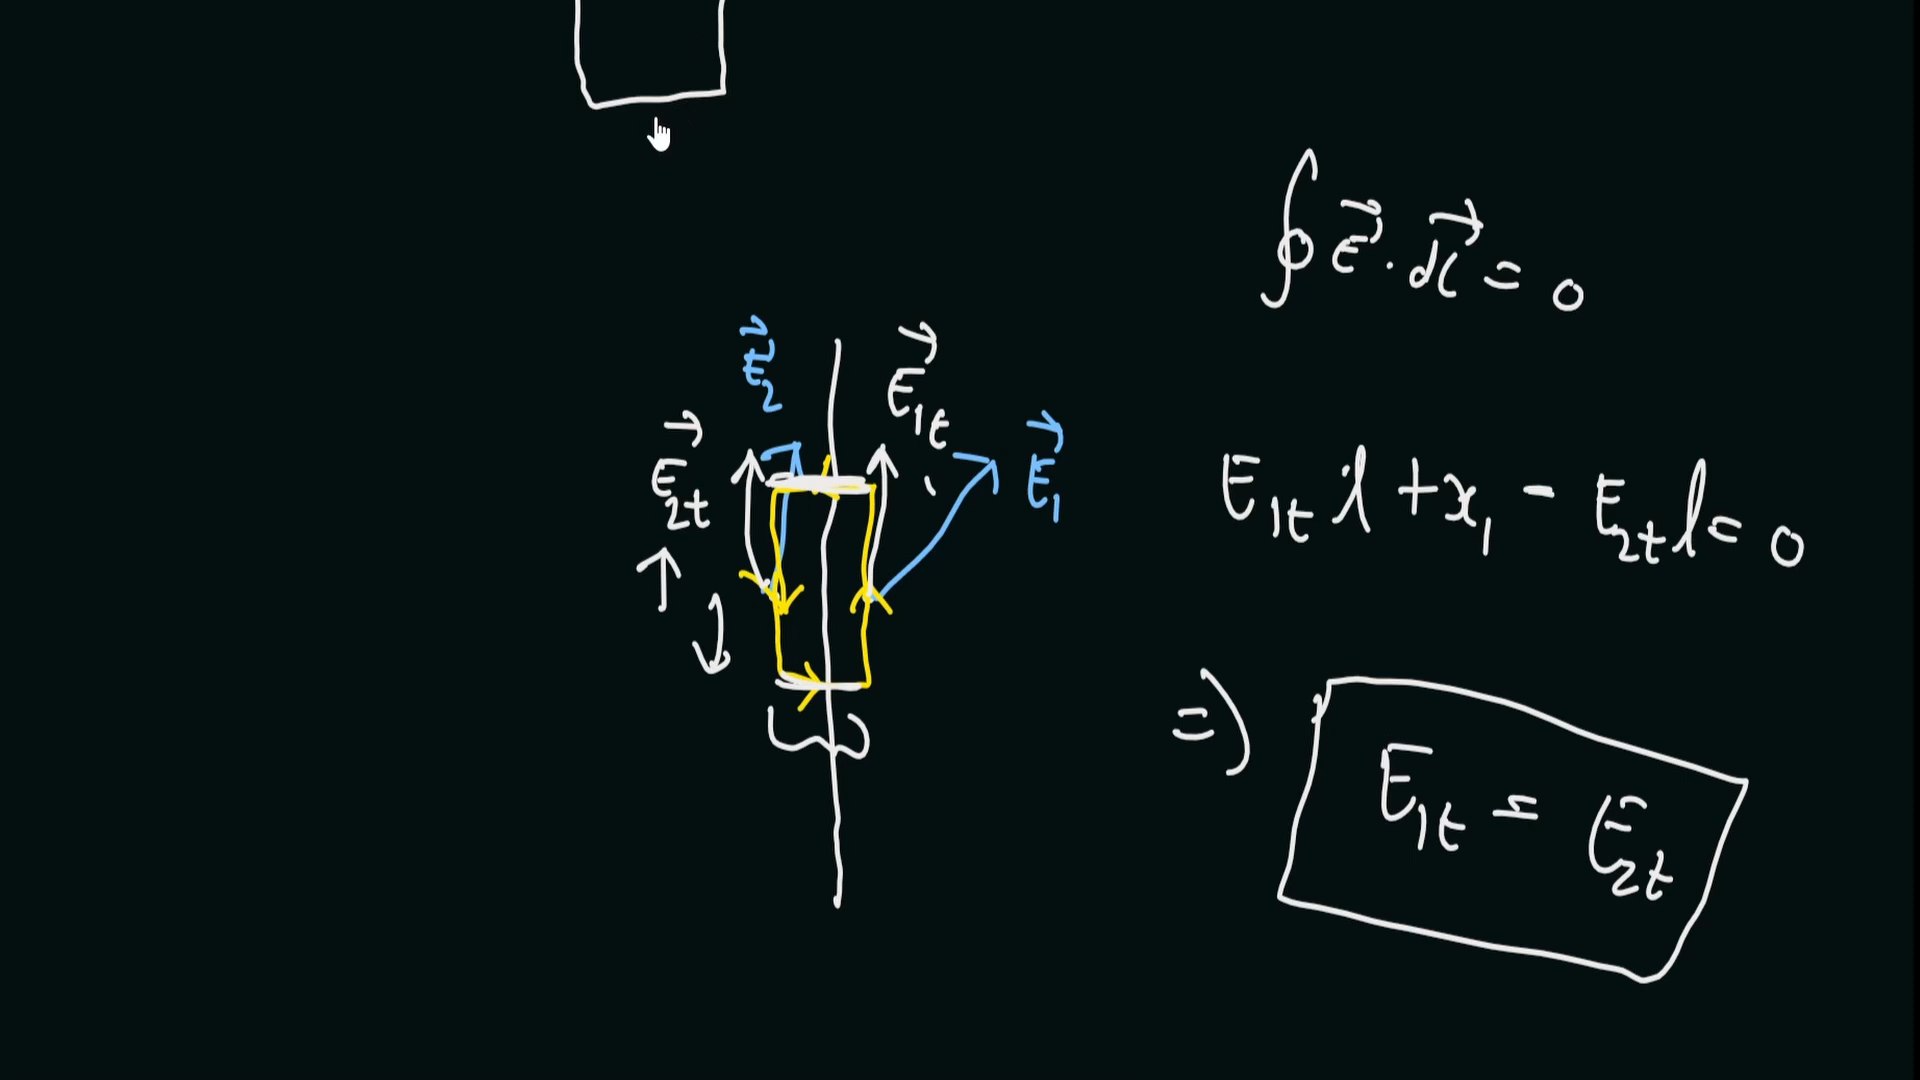 ∮ E⃗ · dl⃗ = 0
E⃗₂
E⃗₁ₜ
E⃗₂ₜ
E⃗₁
E₁ₜ l + x₁ - E₂ₜ l = 0
=> E₁ₜ = E₂ₜ